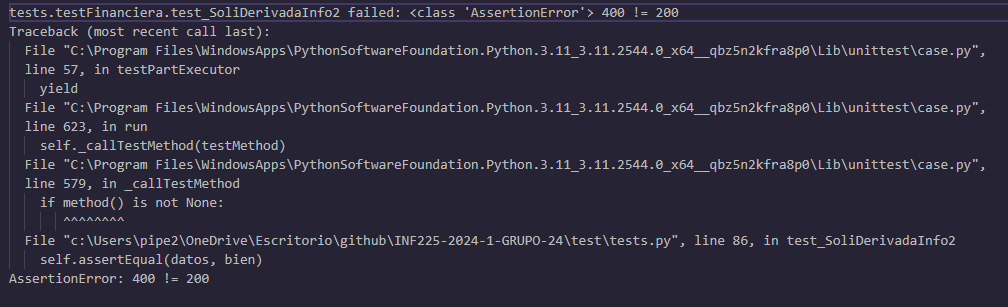 tests.testFinanciera.test_SoliDerivadaInfo2 failed: <class 'AssertionError'> 400 != 200
Traceback (most recent call last):
  File "C:\Program Files\WindowsApps\PythonSoftwareFoundation.Python.3.11_3.11.2544.0_x64__qbz5n2kfra8p0\Lib\unittest\case.py",
  line 57, in testPartExecutor
    yield
  File "C:\Program Files\WindowsApps\PythonSoftwareFoundation.Python.3.11_3.11.2544.0_x64__qbz5n2kfra8p0\Lib\unittest\case.py",
  line 623, in run
    self._callTestMethod(testMethod)
  File "C:\Program Files\WindowsApps\PythonSoftwareFoundation.Python.3.11_3.11.2544.0_x64__qbz5n2kfra8p0\Lib\unittest\case.py",
  line 579, in _callTestMethod
    if method() is not None:
       ^^^^^^^^
  File "c:\Users\pipe2\OneDrive\Escritorio\github\INF225-2024-1-GRUPO-24\test\tests.py", line 86, in test_SoliDerivadaInfo2
    self.assertEqual(datos, bien)
AssertionError: 400 != 200